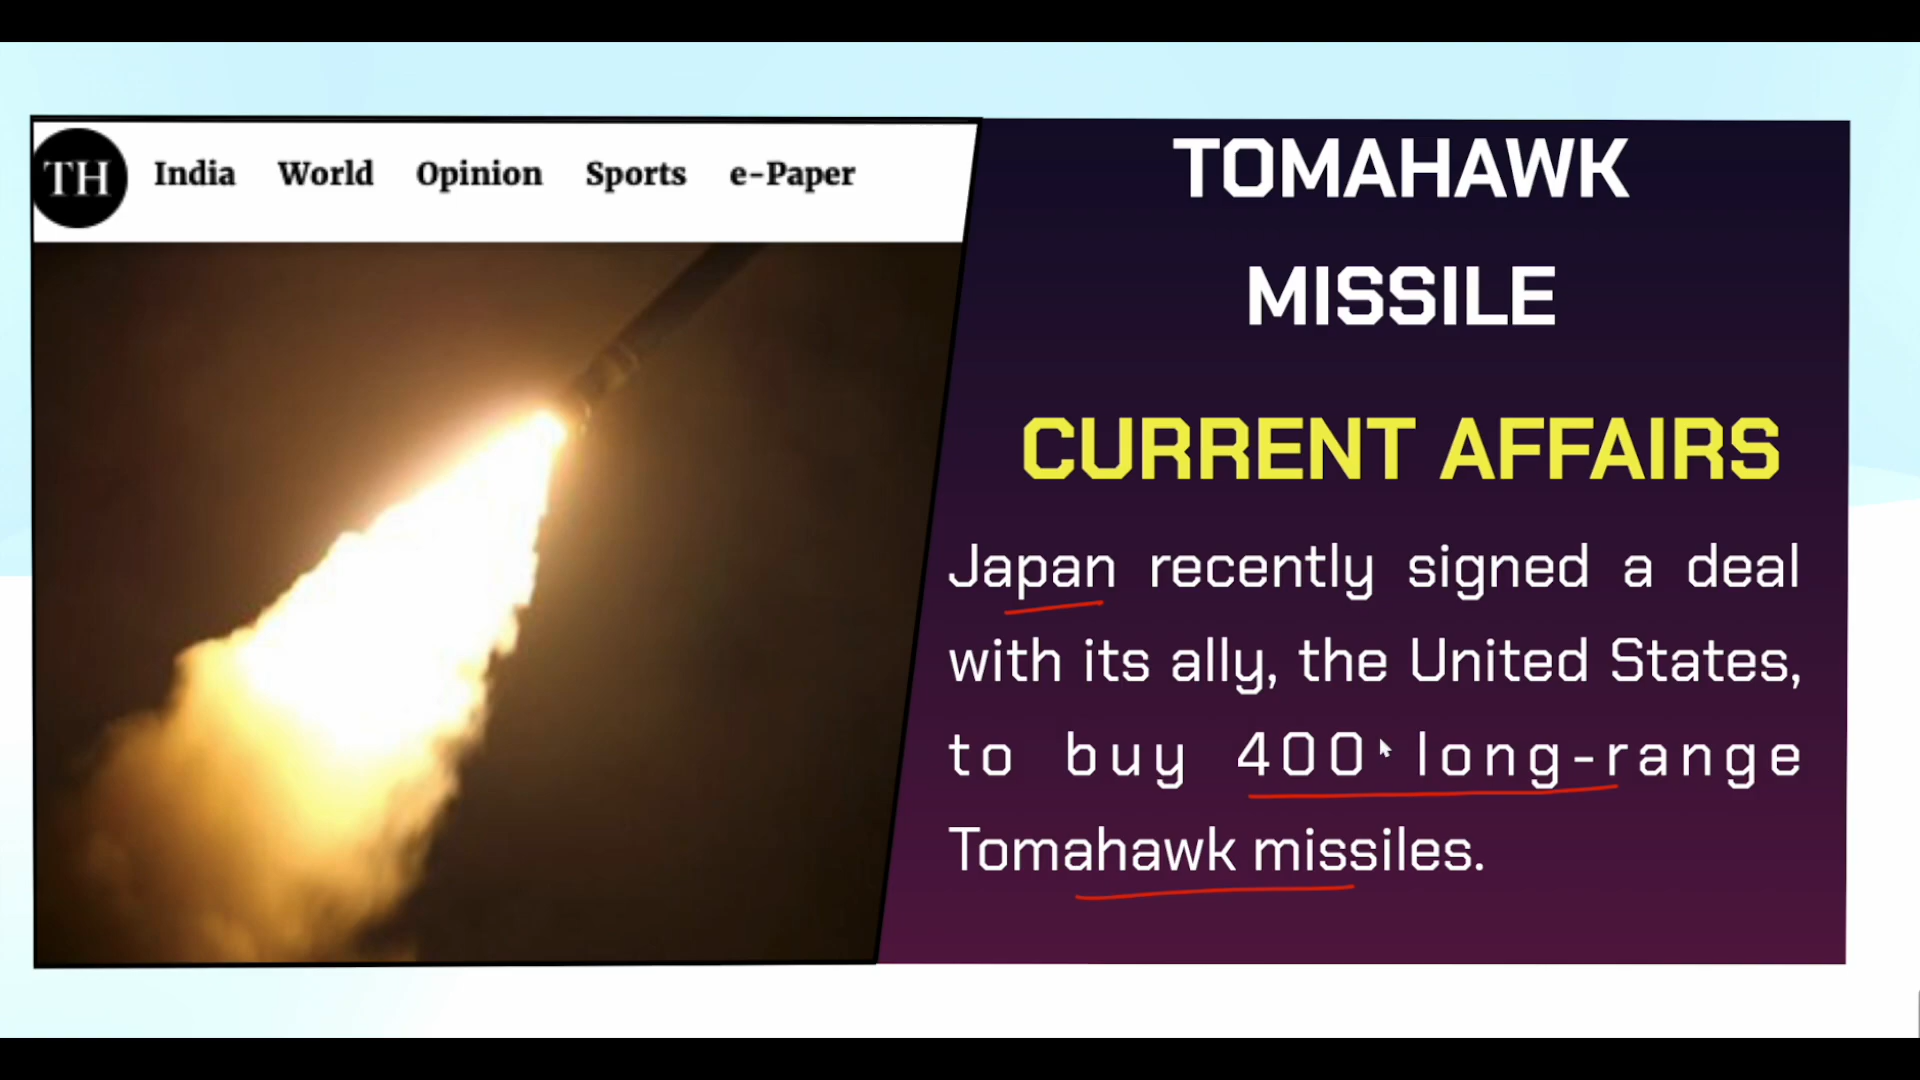 TH India World Opinion Sports e-Paper
TOMAHAWK
MISSILE
CURRENT AFFAIRS
Japan recently signed a deal
with its ally, the United States,
to buy 400 long-range
Tomahawk missiles.